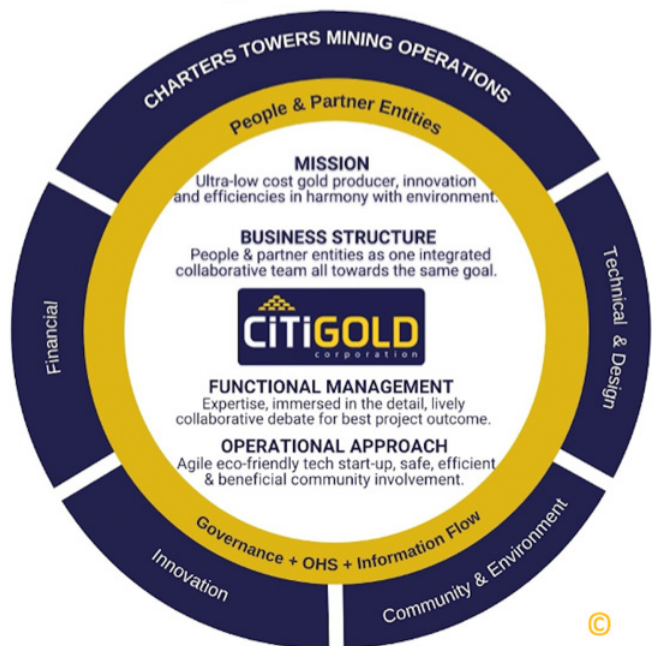 CHARTERS TOWERS MINING OPERATIONS
People & Partner Entities
MISSION
Ultra-low cost gold producer, innovation
and efficiencies in harmony with environment.
BUSINESS STRUCTURE
People & partner entities as one integrated
collaborative team all towards the same goal.
CiTiGOLD
corporation
FUNCTIONAL MANAGEMENT
Expertise, immersed in the detail, lively
collaborative debate for best project outcome.
OPERATIONAL APPROACH
Agile eco-friendly tech start-up, safe, efficient
& beneficial community involvement.
Governance + OHS + Information Flow
Financial
Technical & Design
Innovation
Community & Environment
©